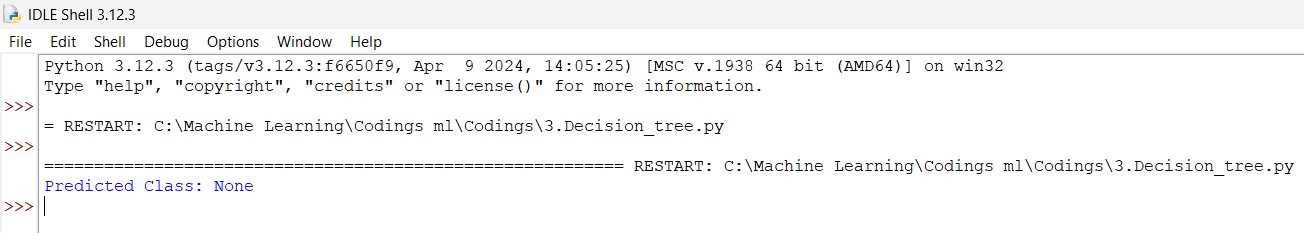 IDLE Shell 3.12.3
File Edit Shell Debug Options Window Help
Python 3.12.3 (tags/v3.12.3:f6650f9, Apr  9 2024, 14:05:25) [MSC v.1938 64 bit (AMD64)] on win32
Type "help", "copyright", "credits" or "license()" for more information.
>>>
= RESTART: C:\Machine Learning\Codings ml\Codings\3.Decision_tree.py
>>>
========================================================== RESTART: C:\Machine Learning\Codings ml\Codings\3.Decision_tree.py
Predicted Class: None
>>>